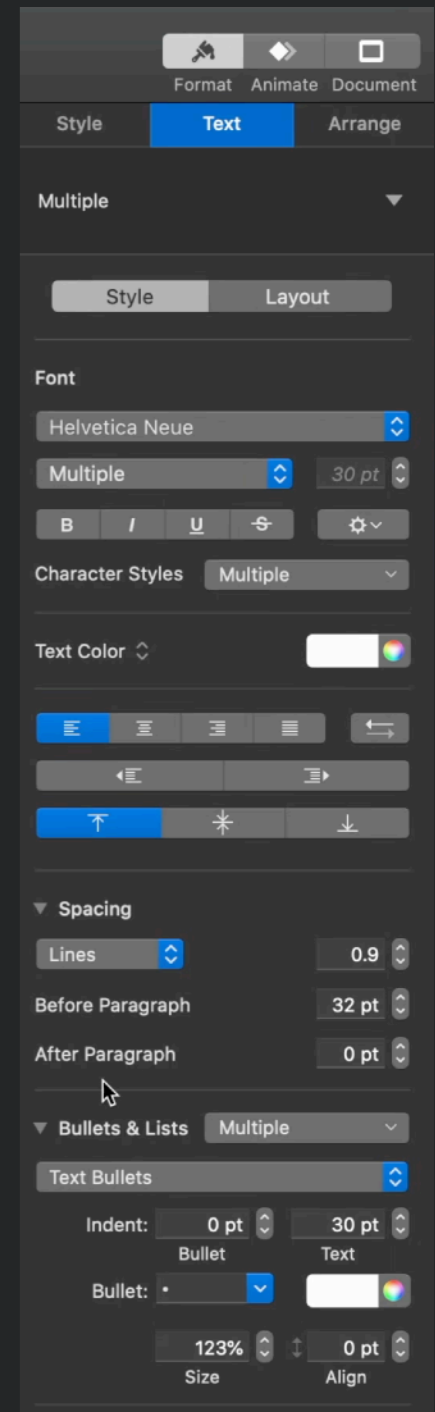 Format Animate Document
Style Text Arrange
Multiple
Style Layout
Font
Helvetica Neue
Multiple 30 pt
B I U S
Character Styles Multiple
Text Color
Spacing
Lines 0.9
Before Paragraph 32 pt
After Paragraph 0 pt
Bullets & Lists Multiple
Text Bullets
Indent: 0 pt 30 pt
Bullet Text
Bullet: •
123% 0 pt
Size Align